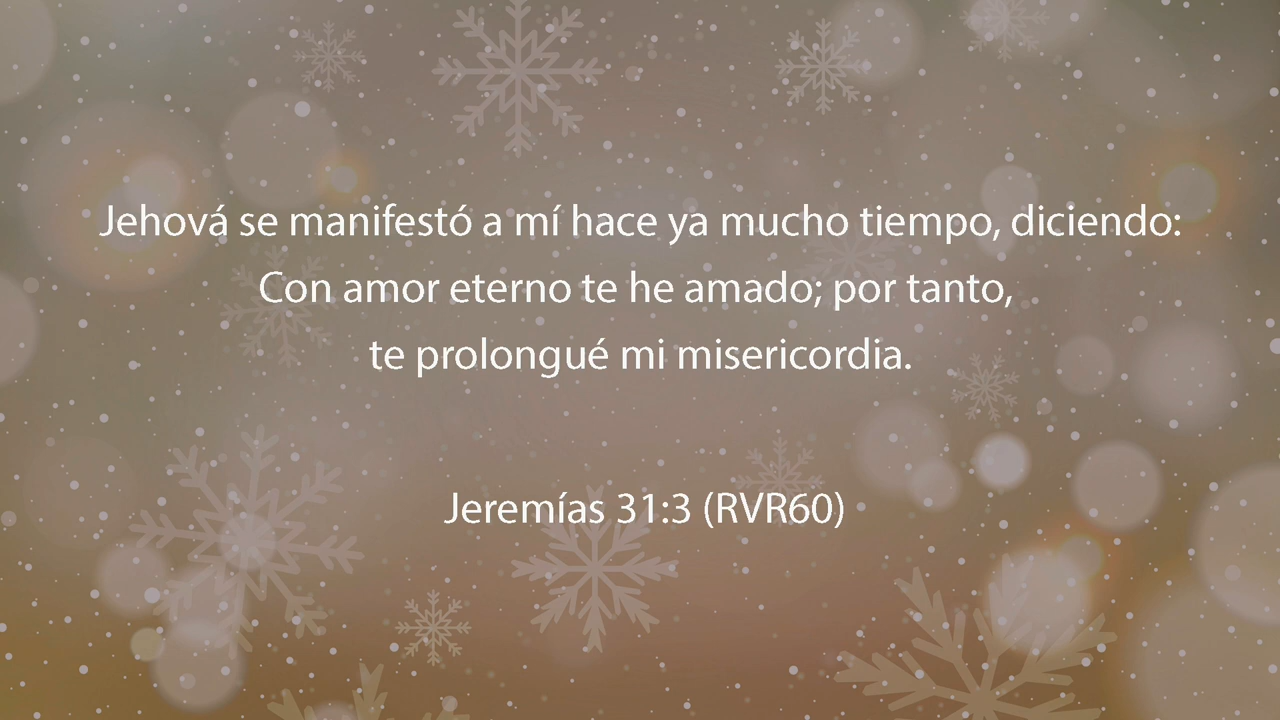 Jehová se manifestó a mí hace ya mucho tiempo, diciendo:
Con amor eterno te he amado; por tanto,
te prolongué mi misericordia.
Jeremías 31:3 (RVR60)